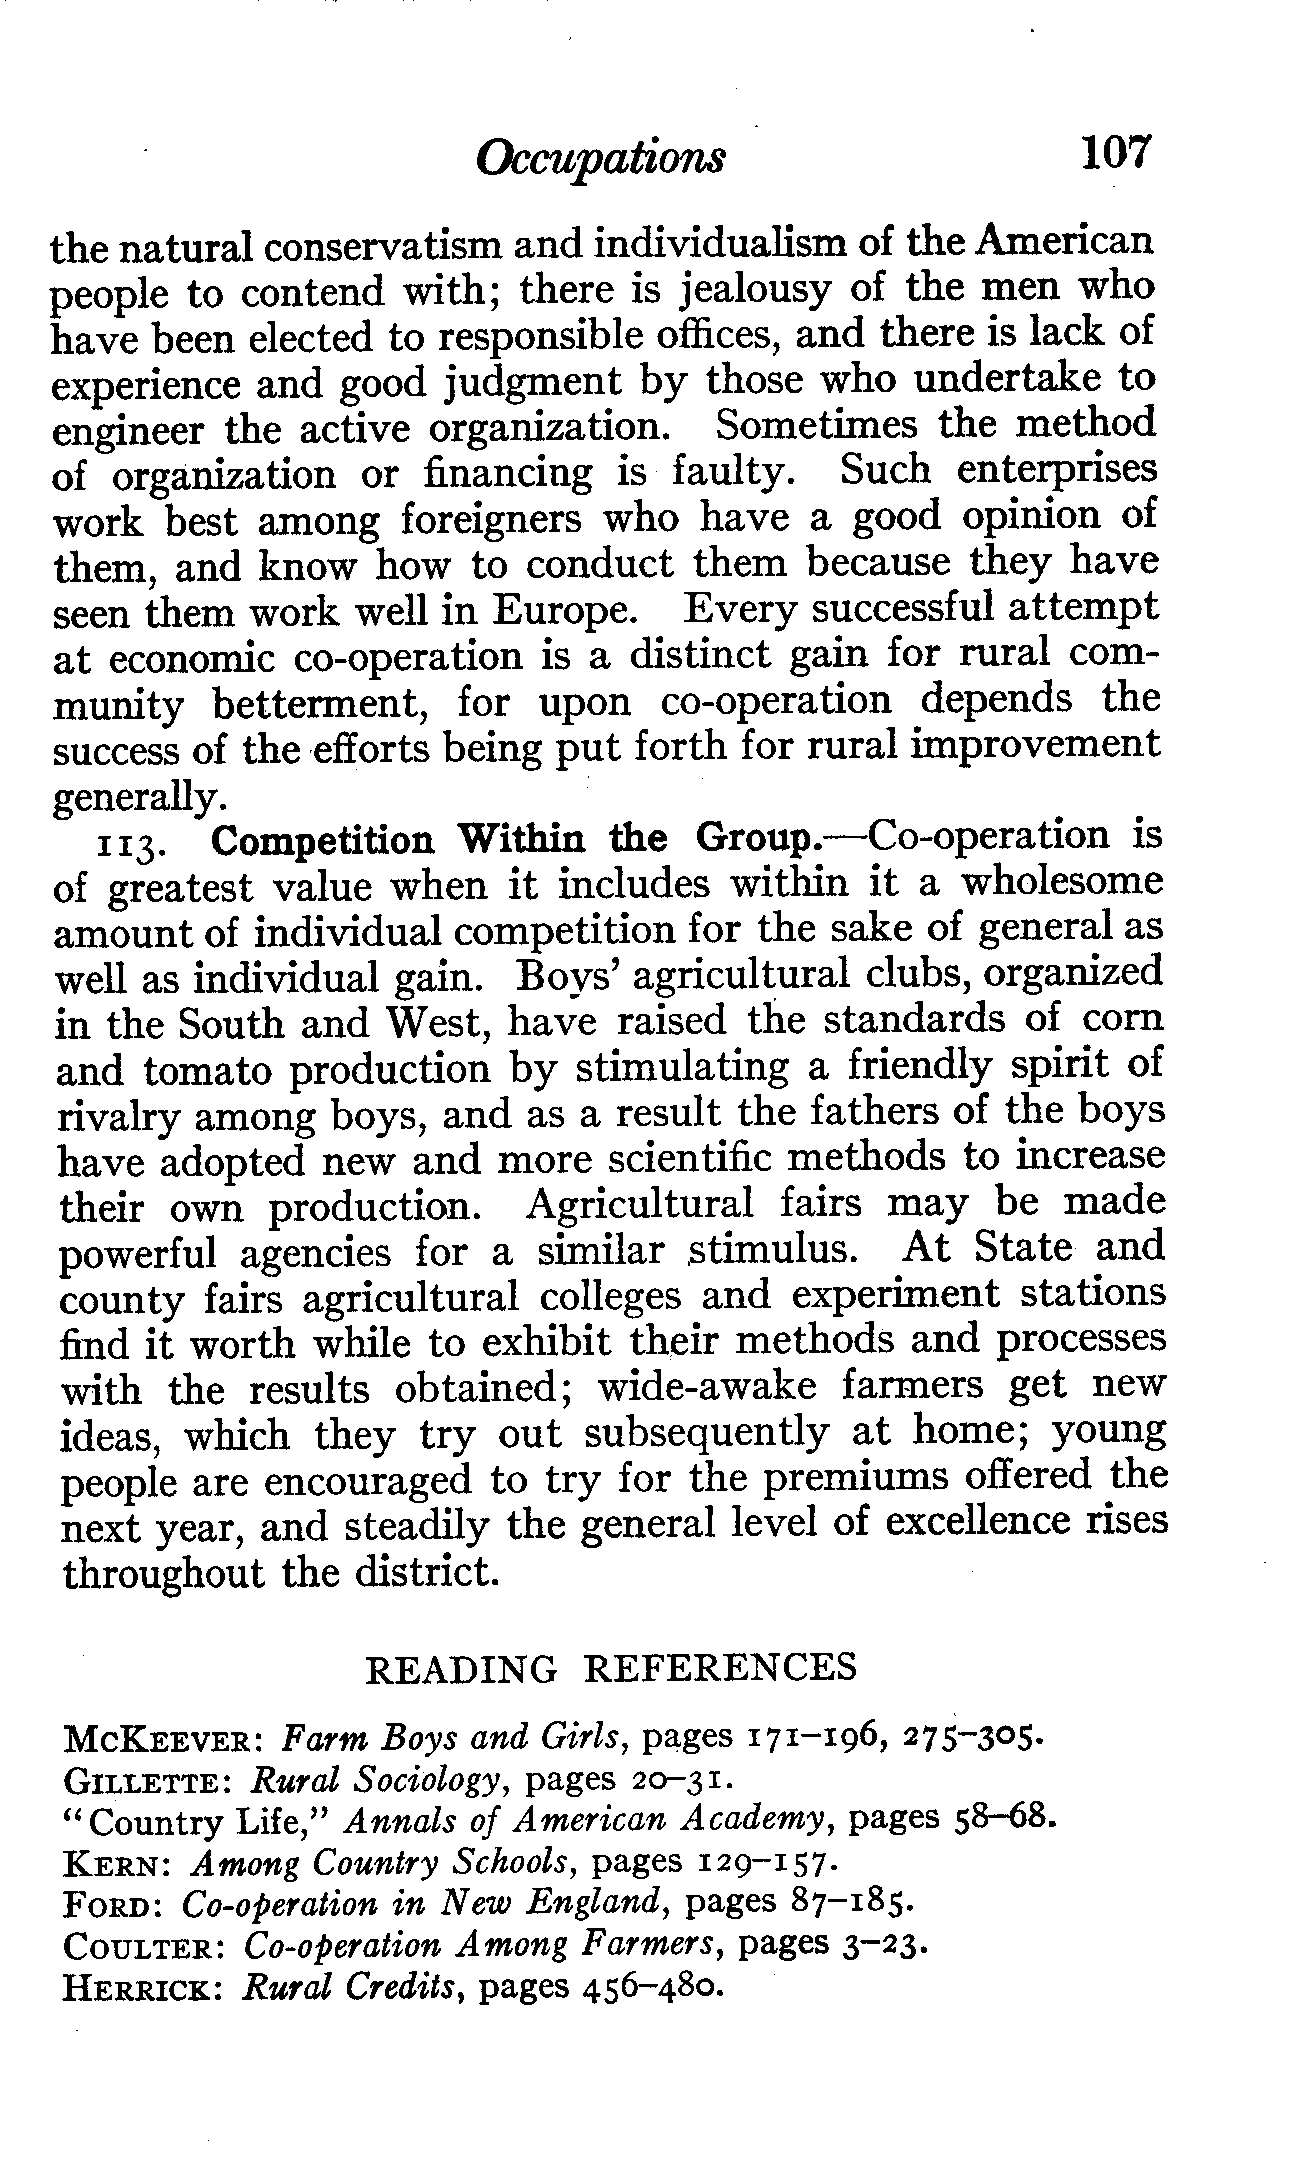 Occupations 107
the natural conservatism and individualism of the American
people to contend with; there is jealousy of the men who
have been elected to responsible offices, and there is lack of
experience and good judgment by those who undertake to
engineer the active organization. Sometimes the method
of organization or financing is faulty. Such enterprises
work best among foreigners who have a good opinion of
them, and know how to conduct them because they have
seen them work well in Europe. Every successful attempt
at economic co-operation is a distinct gain for rural com-
munity betterment, for upon co-operation depends the
success of the efforts being put forth for rural improvement
generally.
113. Competition Within the Group.—Co-operation is
of greatest value when it includes within it a wholesome
amount of individual competition for the sake of general as
well as individual gain. Boys’ agricultural clubs, organized
in the South and West, have raised the standards of corn
and tomato production by stimulating a friendly spirit of
rivalry among boys, and as a result the fathers of the boys
have adopted new and more scientific methods to increase
their own production. Agricultural fairs may be made
powerful agencies for a similar stimulus. At State and
county fairs agricultural colleges and experiment stations
find it worth while to exhibit their methods and processes
with the results obtained; wide-awake farmers get new
ideas, which they try out subsequently at home; young
people are encouraged to try for the premiums offered the
next year, and steadily the general level of excellence rises
throughout the district.
READING REFERENCES
McKEEVER: Farm Boys and Girls, pages 171–196, 275–305.
GILLETTE: Rural Sociology, pages 20–31.
“Country Life,” Annals of American Academy, pages 58–68.
KERN: Among Country Schools, pages 129–157.
FORD: Co-operation in New England, pages 87–185.
COULTER: Co-operation Among Farmers, pages 3–23.
HERRICK: Rural Credits, pages 456–480.